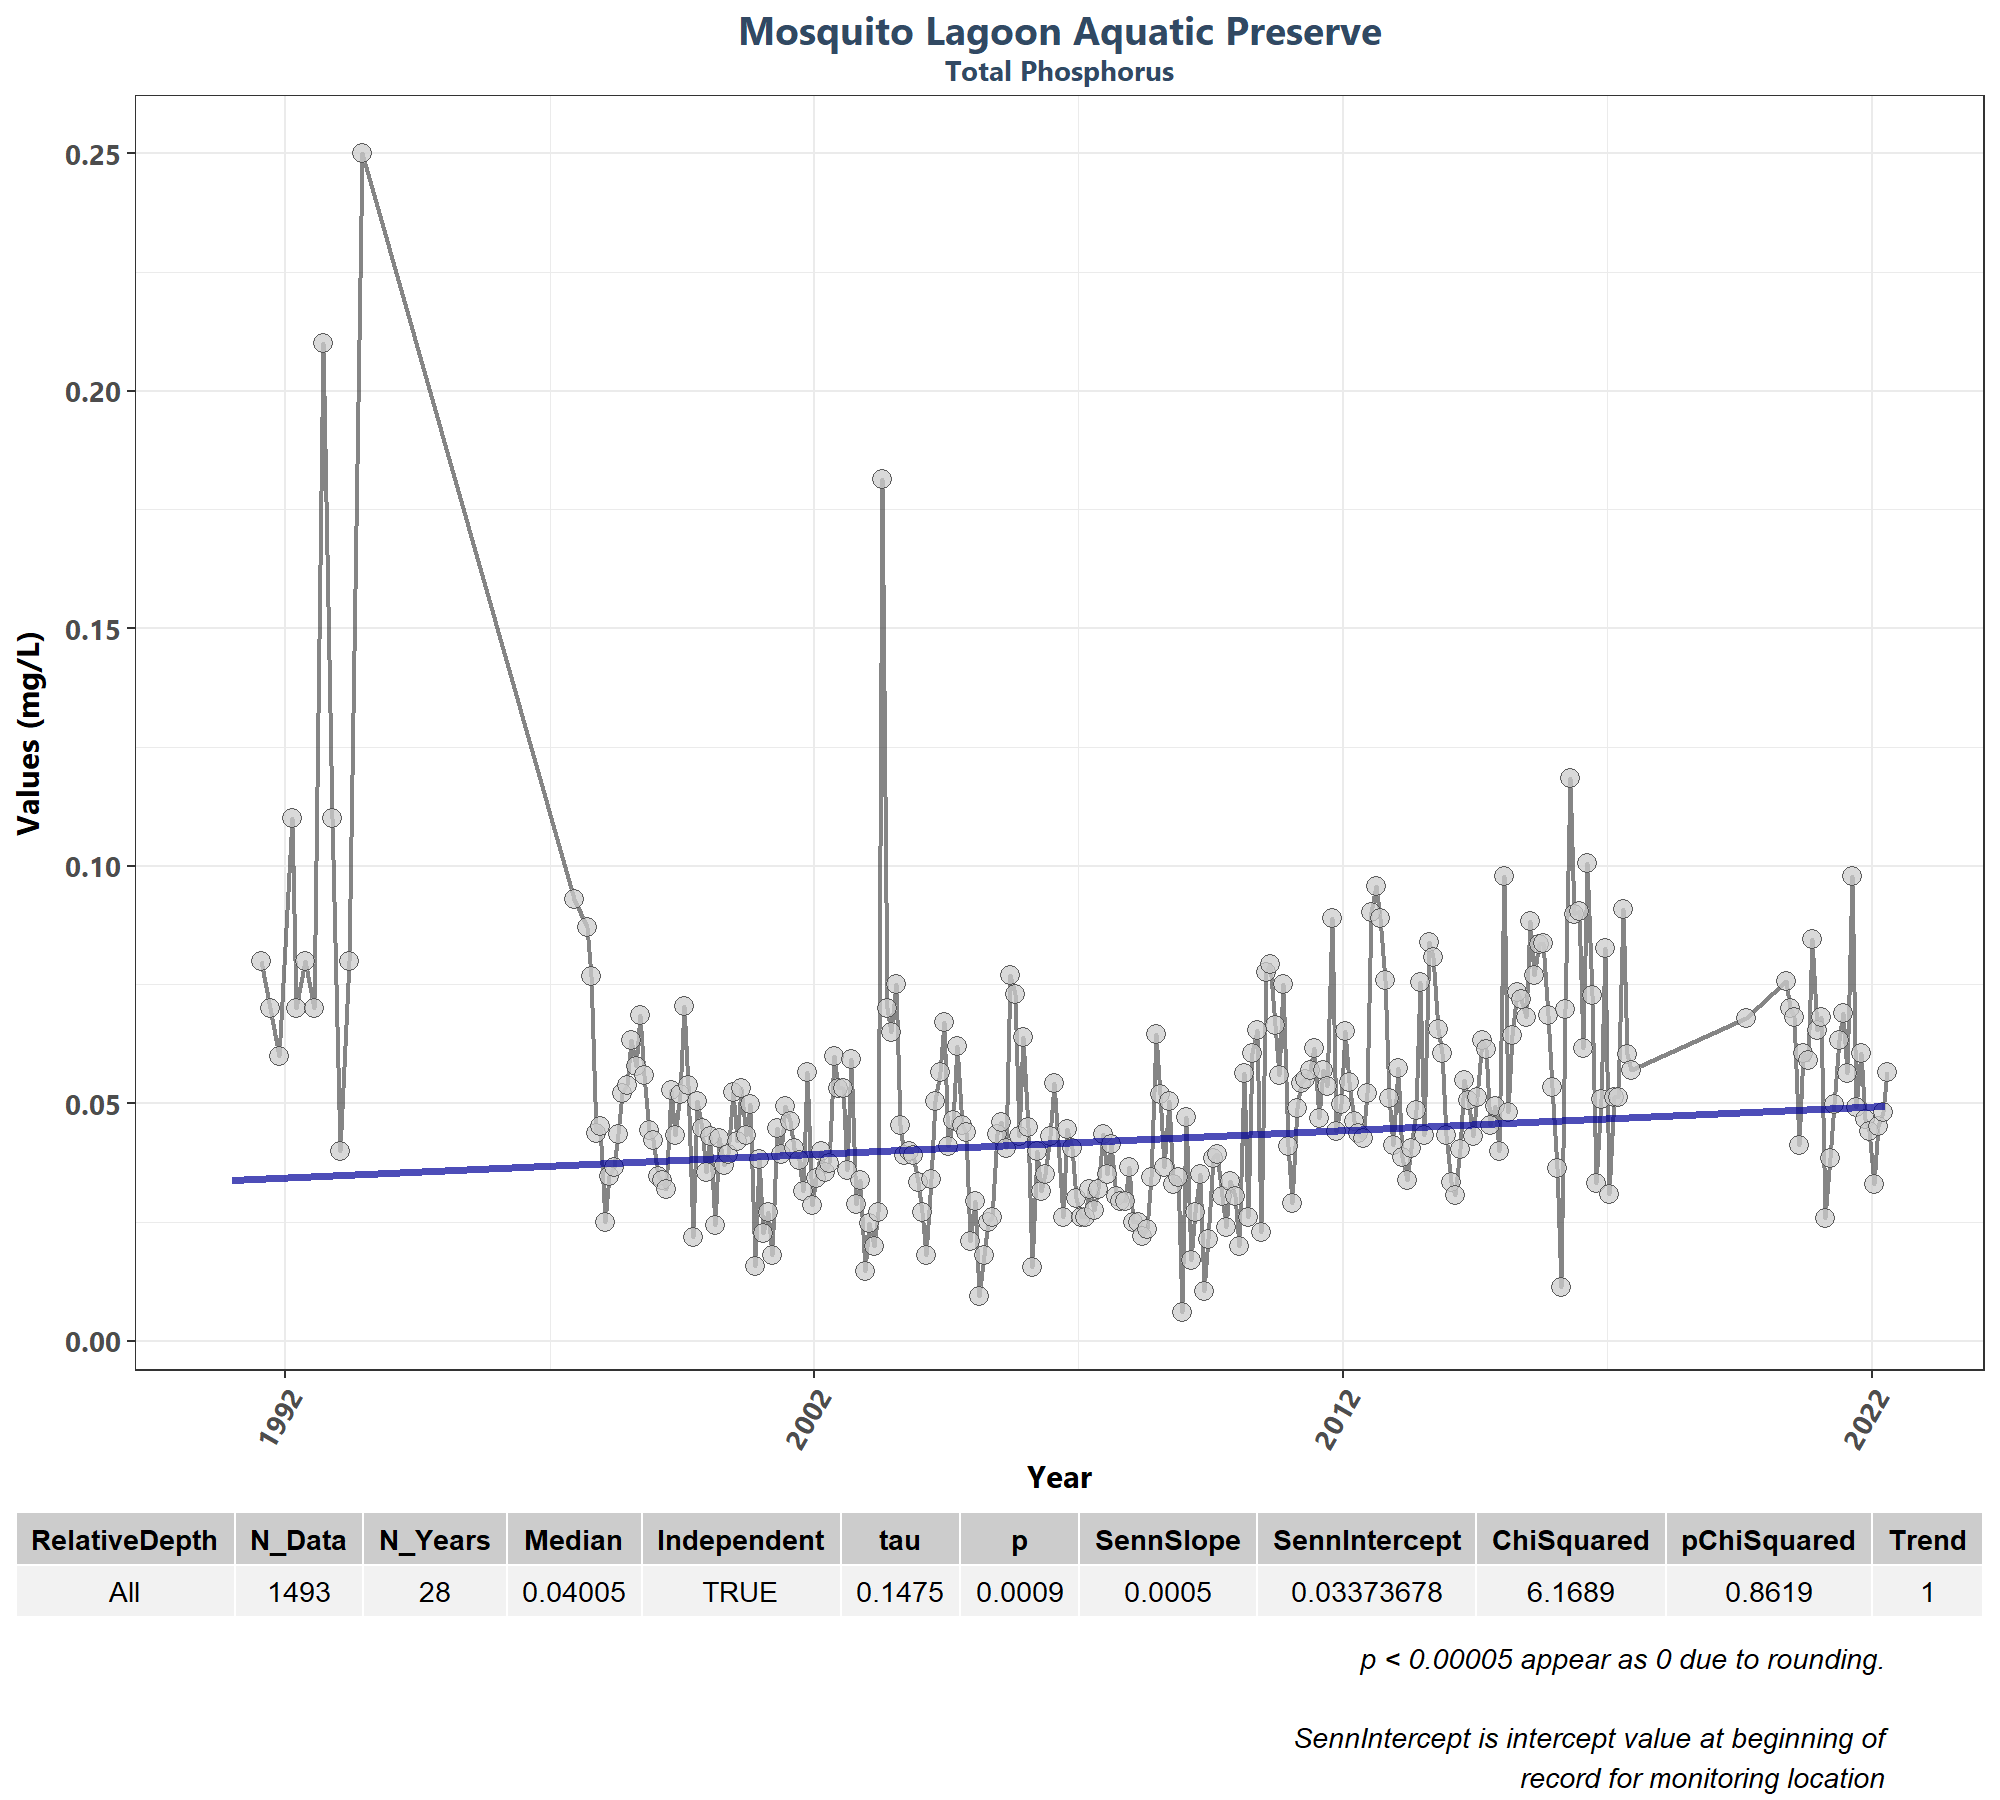 Mosquito Lagoon Aquatic Preserve
Total Phosphorus
Values (mg/L)
0.25
0.20
0.15
0.10
0.05
0.00
1992 2002 2012 2022
Year
RelativeDepth N_Data N_Years Median Independent tau p SennSlope SennIntercept ChiSquared pChiSquared Trend
All 1493 28 0.04005 TRUE 0.1475 0.0009 0.0005 0.03373678 6.1689 0.8619 1
p < 0.00005 appear as 0 due to rounding.
SennIntercept is intercept value at beginning of
record for monitoring location